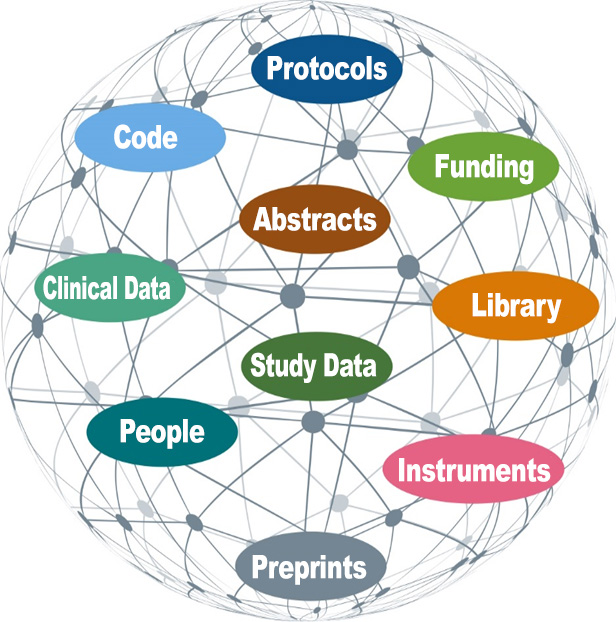 Protocols
Code
Funding
Abstracts
Clinical Data
Library
Study Data
People
Instruments
Preprints